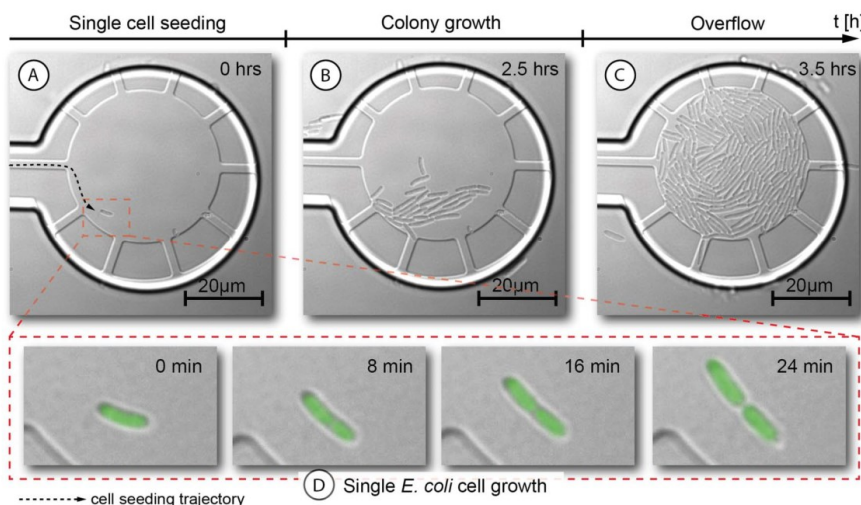 Single cell seeding Colony growth Overflow t [h]
A 0 hrs B 2.5 hrs C 3.5 hrs
20µm 20µm 20µm
0 min 8 min 16 min 24 min
D Single E. coli cell growth
cell seeding trajectory